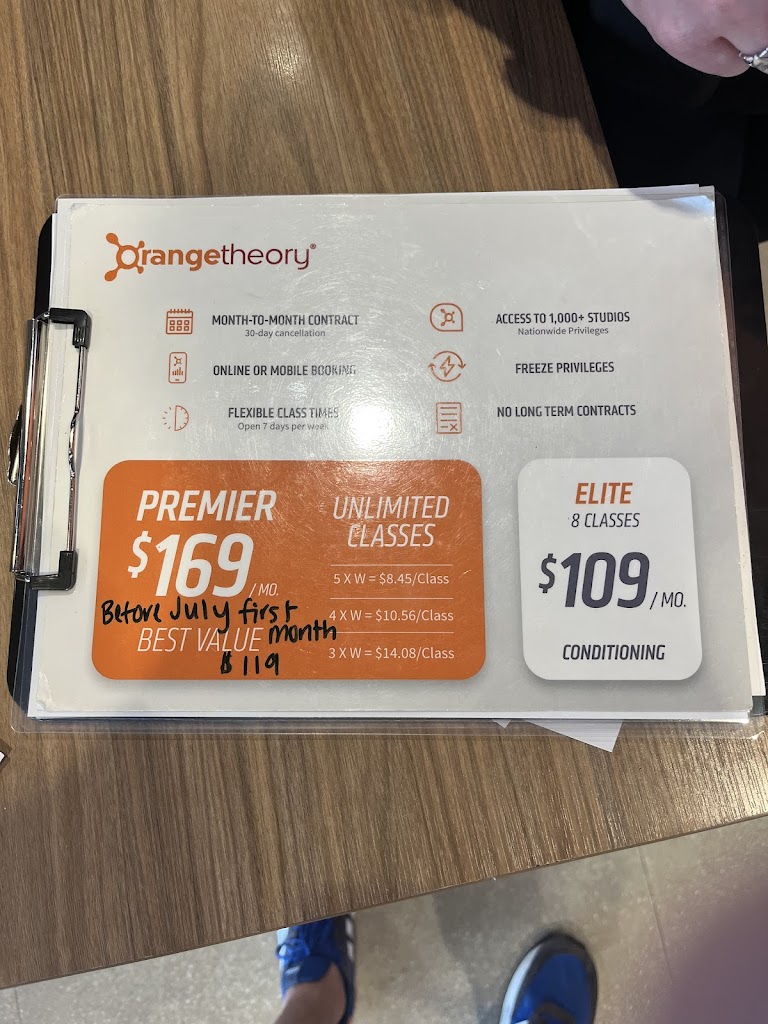 orangetheory®
MONTH-TO-MONTH CONTRACT
30-day cancellation
ONLINE OR MOBILE BOOKING
FLEXIBLE CLASS TIMES
Open 7 days per week
ACCESS TO 1,000+ STUDIOS
Nationwide Privileges
FREEZE PRIVILEGES
NO LONG TERM CONTRACTS
PREMIER
$169/MO.
Before July first
BEST VALUE
month
$119
UNLIMITED
CLASSES
5 X W = $8.45/Class
4 X W = $10.56/Class
3 X W = $14.08/Class
ELITE
8 CLASSES
$109/MO.
CONDITIONING